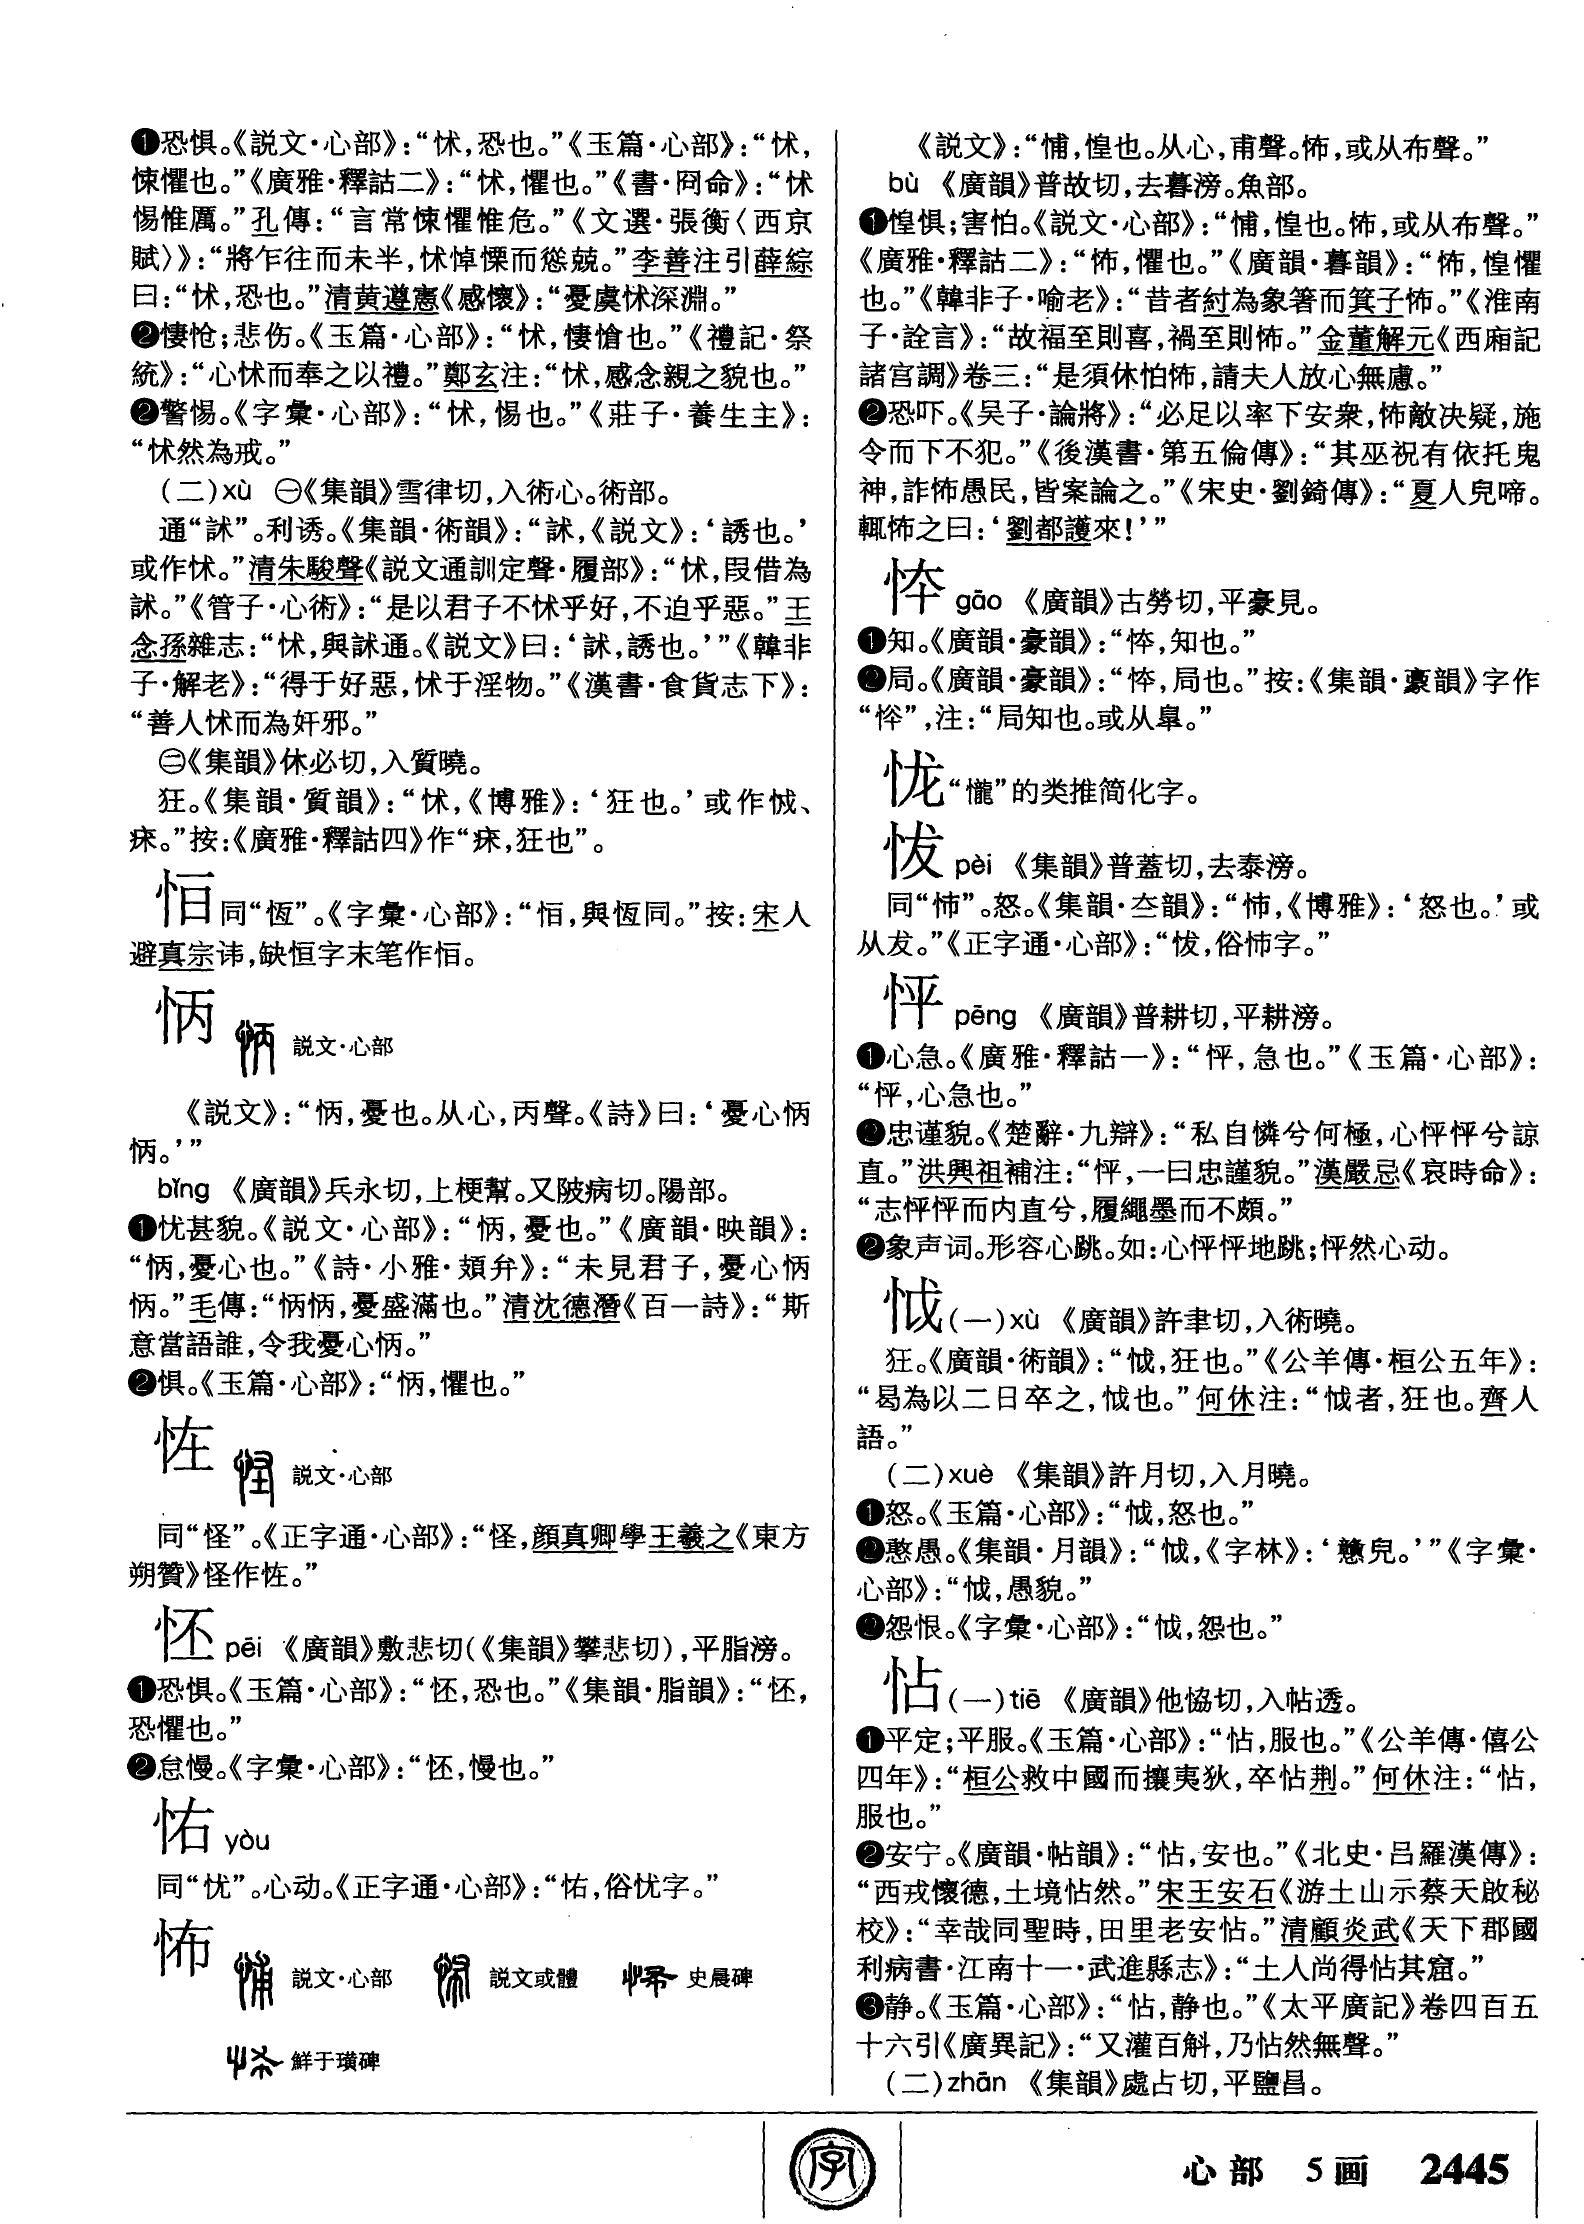 ❶恐惧。《説文·心部》：“怵，恐也。”《玉篇·心部》：“怵，
悚懼也。”《廣雅·釋詁二》：“怵，懼也。”《書·冏命》：“怵
惕惟厲。”孔傳：“言常悚懼惟危。”《文選·張衡〈西京
賦〉》：“將乍往而未半，怵悼慄而慫兢。”李善注引薛綜
曰：“怵，恐也。”清黄遵憲《感懷》：“憂虞怵深淵。”
❷悽怆；悲伤。《玉篇·心部》：“怵，悽愴也。”《禮記·祭
統》：“心怵而奉之以禮。”鄭玄注：“怵，感念親之貌也。”
❷警惕。《字彙·心部》：“怵，惕也。”《莊子·養生主》：
“怵然為戒。”
（二）xù ㊀《集韻》雪律切，入術心。術部。
通“訹”。利诱。《集韻·術韻》：“訹，《説文》：‘誘也。’
或作怵。”清朱駿聲《説文通訓定聲·履部》：“怵，叚借為
訹。”《管子·心術》：“是以君子不怵乎好，不迫乎惡。”王
念孫雜志：“怵，與訹通。《説文》曰：‘訹，誘也。’”《韓非
子·解老》：“得于好惡，怵于淫物。”《漢書·食貨志下》：
“善人怵而為奸邪。”
㊁《集韻》休必切，入質曉。
狂。《集韻·質韻》：“怵，《博雅》：‘狂也。’或作怴、
㾁。”按：《廣雅·釋詁四》作“㾁，狂也”。
㤛同“恆”。《字彙·心部》：“㤛，與恆同。”按：宋人
避真宗讳，缺恒字末笔作㤛。
怲 説文·心部
《説文》：“怲，憂也。从心，丙聲。《詩》曰：‘憂心怲
怲。’”
bǐng 《廣韻》兵永切，上梗幫。又陂病切。陽部。
❶忧甚貌。《説文·心部》：“怲，憂也。”《廣韻·映韻》：
“怲，憂心也。”《詩·小雅·頍弁》：“未見君子，憂心怲
怲。”毛傳：“怲怲，憂盛滿也。”清沈德潛《百一詩》：“斯
意當語誰，令我憂心怲。”
❷惧。《玉篇·心部》：“怲，懼也。”
恠 説文·心部
同“怪”。《正字通·心部》：“怪，顔真卿學王羲之《東方
朔贊》怪作恠。”
怌 pēi 《廣韻》敷悲切（《集韻》攀悲切），平脂滂。
❶恐惧。《玉篇·心部》：“怌，恐也。”《集韻·脂韻》：“怌，
恐懼也。”
❷怠慢。《字彙·心部》：“怌，慢也。”
怞 yòu
同“忧”。心动。《正字通·心部》：“㤑，俗忧字。”
怖 説文·心部 説文或體 史晨碑
鮮于璜碑
《説文》：“悑，惶也。从心，甫聲。怖，或从布聲。”
bù 《廣韻》普故切，去暮滂。魚部。
❶惶惧；害怕。《説文·心部》：“悑，惶也。怖，或从布聲。”
《廣雅·釋詁二》：“怖，懼也。”《廣韻·暮韻》：“怖，惶懼
也。”《韓非子·喻老》：“昔者紂為象箸而箕子怖。”《淮南
子·詮言》：“故福至則喜，禍至則怖。”金董解元《西廂記
諸宫調》卷三：“是須休怕怖，請夫人放心無慮。”
❷恐吓。《吴子·論將》：“必足以率下安衆，怖敵决疑，施
令而下不犯。”《後漢書·第五倫傳》：“其巫祝有依托鬼
神，詐怖愚民，皆案論之。”《宋史·劉錡傳》：“夏人兒啼。
輒怖之曰：‘劉都護來！’”
㤒 gāo 《廣韻》古勞切，平豪見。
❶知。《廣韻·豪韻》：“㤒，知也。”
❷局。《廣韻·豪韻》：“㤒，局也。”按：《集韻·豪韻》字作
，注：“局知也。或从皐。”
㤘“㦕”的类推简化字。
怰 pèi 《集韻》普蓋切，去泰滂。
同“㤄”。怒。《集韻·夳韻》：“㤄，《博雅》：‘怒也。’或
从犮。”《正字通·心部》：“㤕，俗㤄字。”
怦 pēng 《廣韻》普耕切，平耕滂。
❶心急。《廣雅·釋詁一》：“怦，急也。”《玉篇·心部》：
“怦，心急也。”
❷忠谨貌。《楚辭·九辯》：“私自憐兮何極，心怦怦兮諒
直。”洪興祖補注：“怦，一曰忠謹貌。”漢嚴忌《哀時命》：
“志怦怦而内直兮，履繩墨而不頗。”
❷象声词。形容心跳。如：心怦怦地跳；怦然心动。
怴（一）xù 《廣韻》許聿切，入術曉。
狂。《廣韻·術韻》：“怴，狂也。”《公羊傳·桓公五年》：
“曷為以二日卒之，怴也。”何休注：“怴者，狂也。齊人
語。”
（二）xuè 《集韻》許月切，入月曉。
❶怒。《玉篇·心部》：“怴，怒也。”
❷憨愚。《集韻·月韻》：“怴，《字林》：‘戆皃。’”《字彙·
心部》：“怴，愚貌。”
❷怨恨。《字彙·心部》：“怴，怨也。”
怗（一）tiē 《廣韻》他協切，入帖透。
❶平定；平服。《玉篇·心部》：“怗，服也。”《公羊傳·僖公
四年》：“桓公救中國而攘夷狄，卒怗荆。”何休注：“怗，
服也。”
❷安宁。《廣韻·帖韻》：“怗，安也。”《北史·吕羅漢傳》：
“西戎懷德，土境怗然。”宋王安石《游土山示蔡天啟秘
校》：“幸哉同聖時，田里老安怗。”清顧炎武《天下郡國
利病書·江南十一·武進縣志》：“土人尚得怗其窟。”
❸静。《玉篇·心部》：“怗，静也。”《太平廣記》卷四百五
十六引《廣異記》：“又灌百斛，乃怗然無聲。”
（二）zhān 《集韻》處占切，平鹽昌。
字
心部 5画 2445